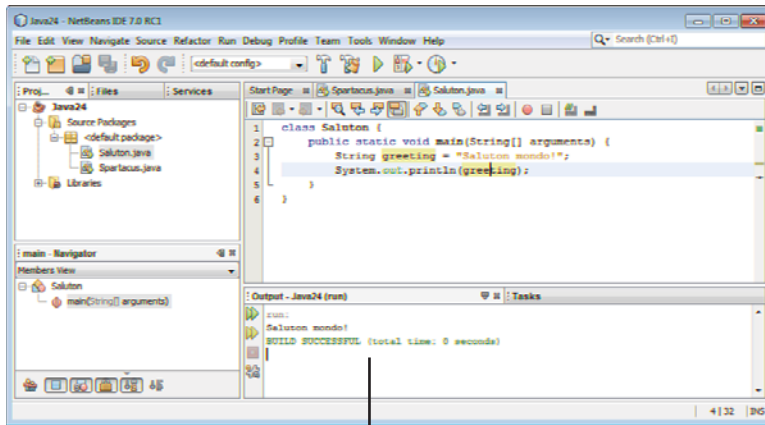 Java24 - NetBeans IDE 7.0 RC1
File Edit View Navigate Source Refactor Run Debug Profile Team Tools Window Help
Search (Ctrl+I)
<default config>
Proj... Files Services
Java24
Source Packages
<default package>
Saluton.java
Spartacus.java
Libraries
Start Page Spartacus.java Saluton.java
1 class Saluton {
2 public static void main(String[] arguments) {
3 String greeting = "Saluton mondo!";
4 System.out.println(greeting);
5 }
6 }
main - Navigator
Members View
Saluton
main(String[] arguments)
Output - Java24 (run) Tasks
run:
Saluton mondo!
BUILD SUCCESSFUL (total time: 0 seconds)
4|32 INS